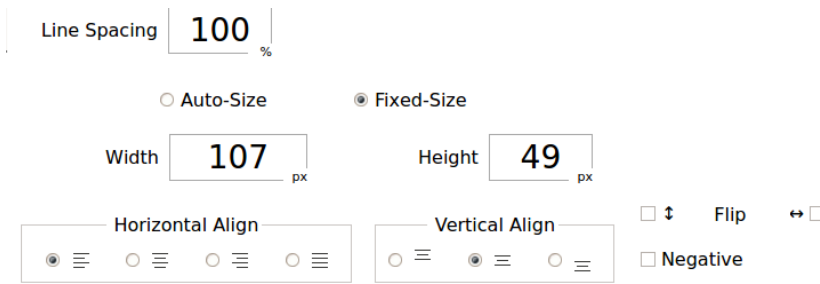 Line Spacing 100 %
Auto-Size Fixed-Size
Width 107 px Height 49 px
Horizontal Align Vertical Align ↕ Flip ↔
Negative